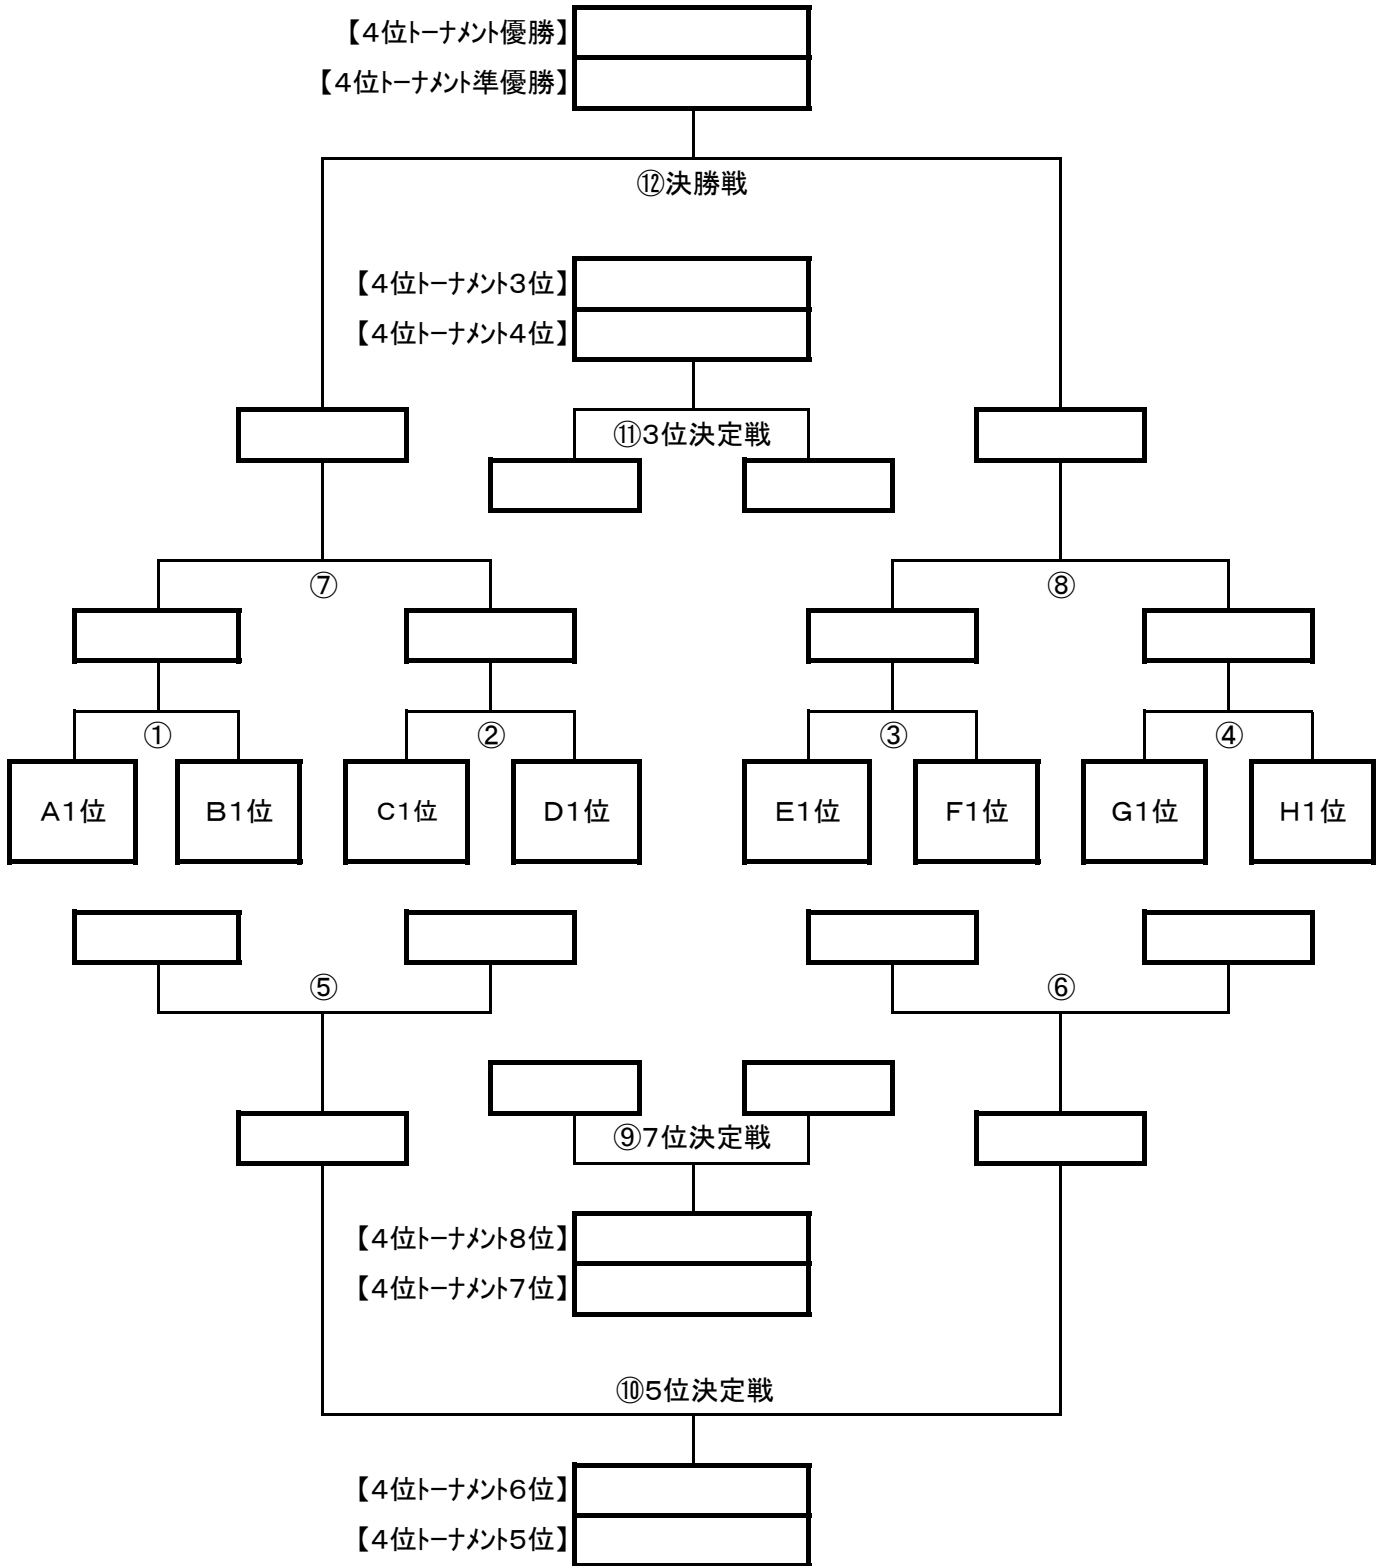 【4位トーナメント優勝】
【4位トーナメント準優勝】
⑫決勝戦
【4位トーナメント3位】
【4位トーナメント4位】
⑪3位決定戦
⑦ ⑧
① ② ③ ④
A1位 B1位 C1位 D1位 E1位 F1位 G1位 H1位
⑤ ⑥
⑨7位決定戦
【4位トーナメント8位】
【4位トーナメント7位】
⑩5位決定戦
【4位トーナメント6位】
【4位トーナメント5位】